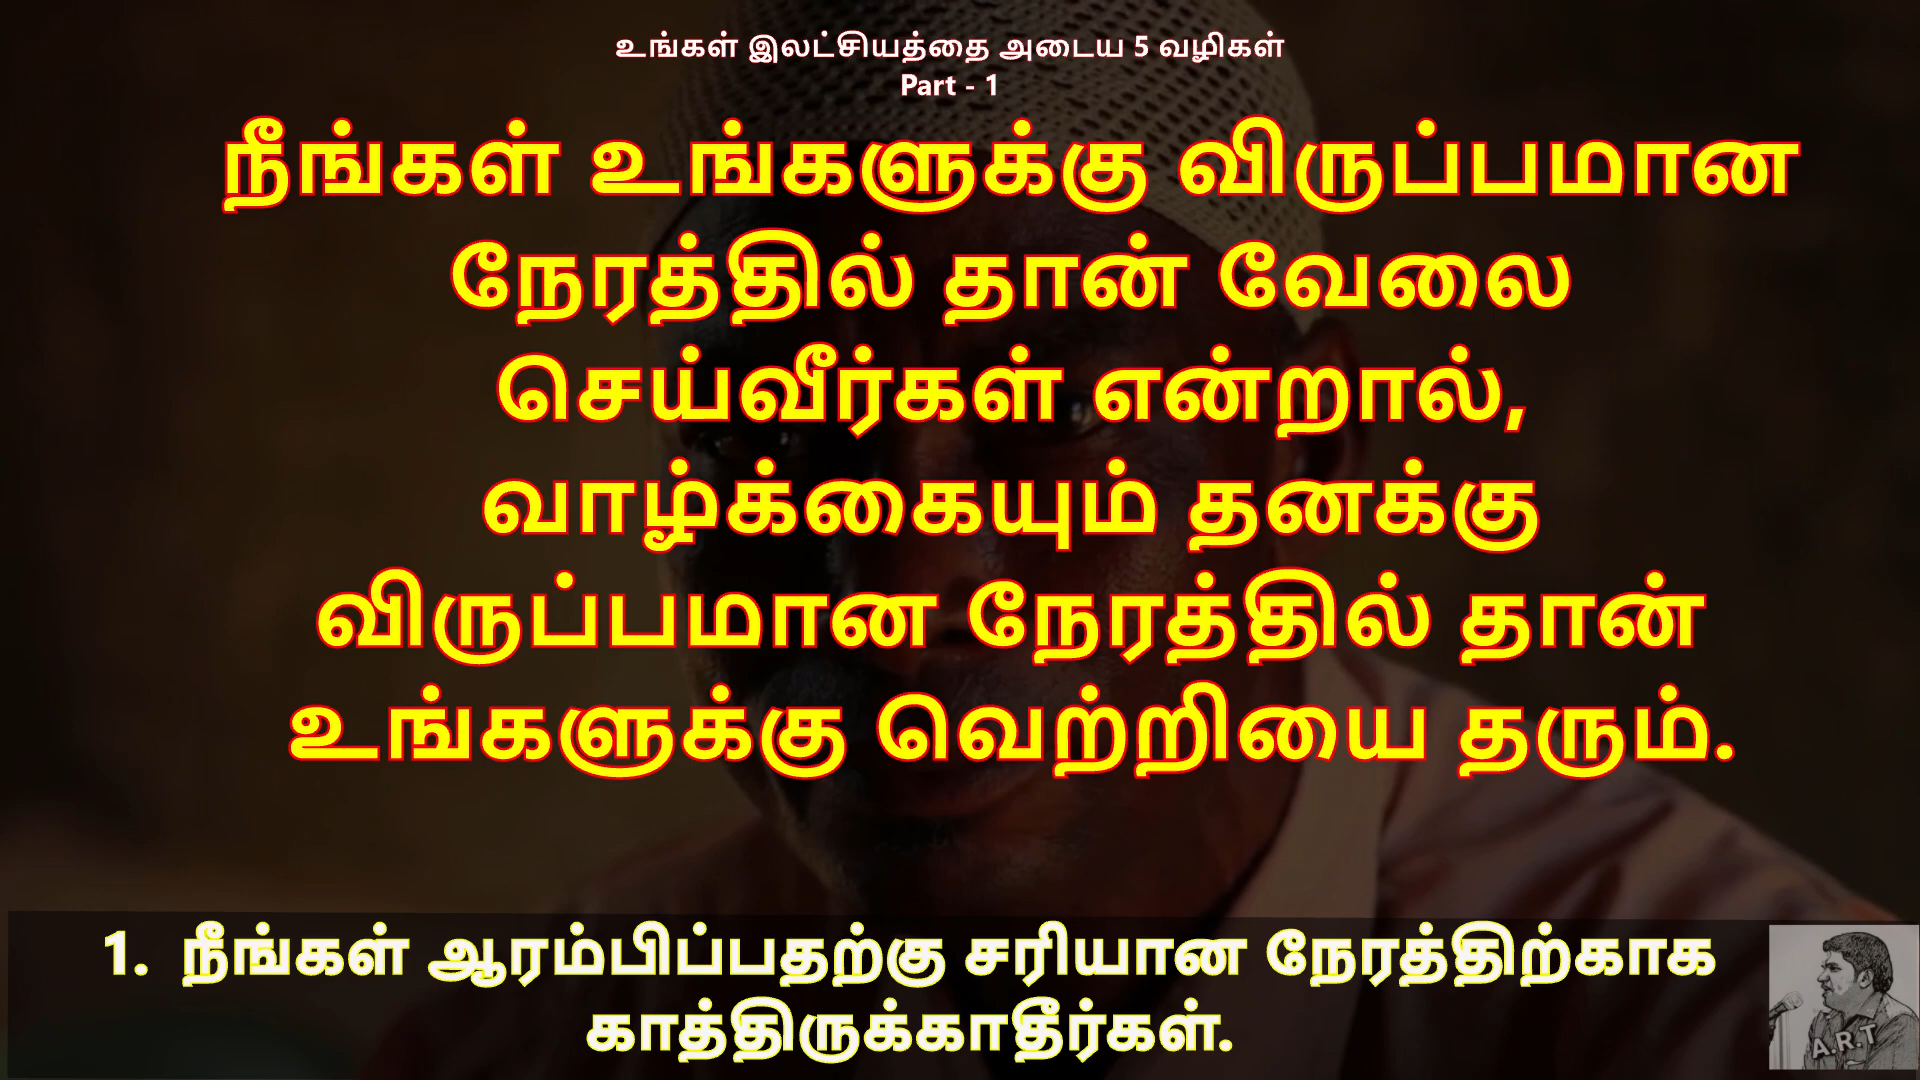 உங்கள் இலட்சியத்தை அடைய 5 வழிகள்
Part - 1
நீங்கள் உங்களுக்கு விருப்பமான
நேரத்தில் தான் வேலை
செய்வீர்கள் என்றால்,
வாழ்க்கையும் தனக்கு
விருப்பமான நேரத்தில் தான்
உங்களுக்கு வெற்றியை தரும்.
1. நீங்கள் ஆரம்பிப்பதற்கு சரியான நேரத்திற்காக
காத்திருக்காதீர்கள்.
A.R.T